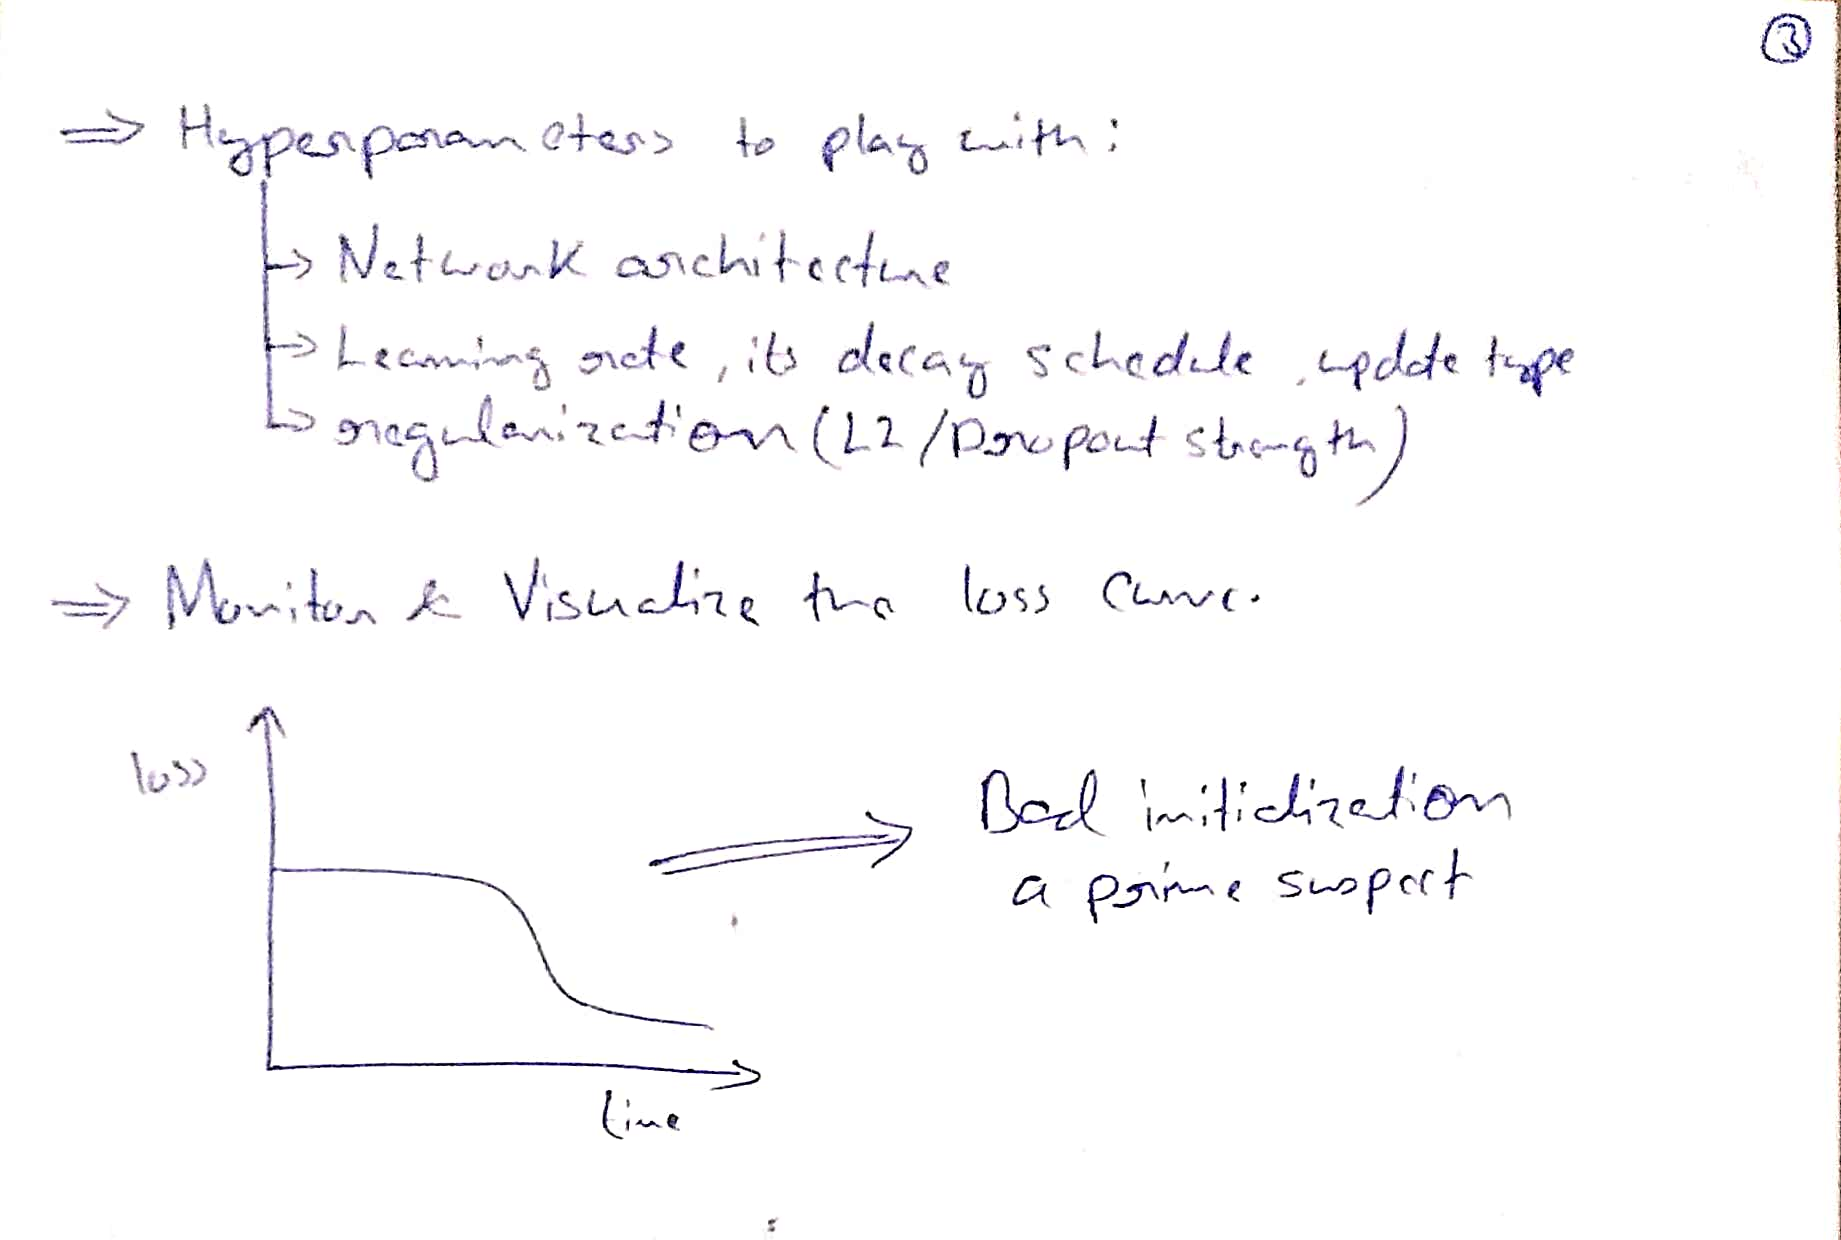 ③
⇒ Hyperparameters to play with:
→ Network architecture
→ Learning rate, its decay schedule, update type
→ regularization (L2/Dropout strength)
⇒ Monitor & Visualize the loss curve.
loss
Bad initialization
a prime suspect
time